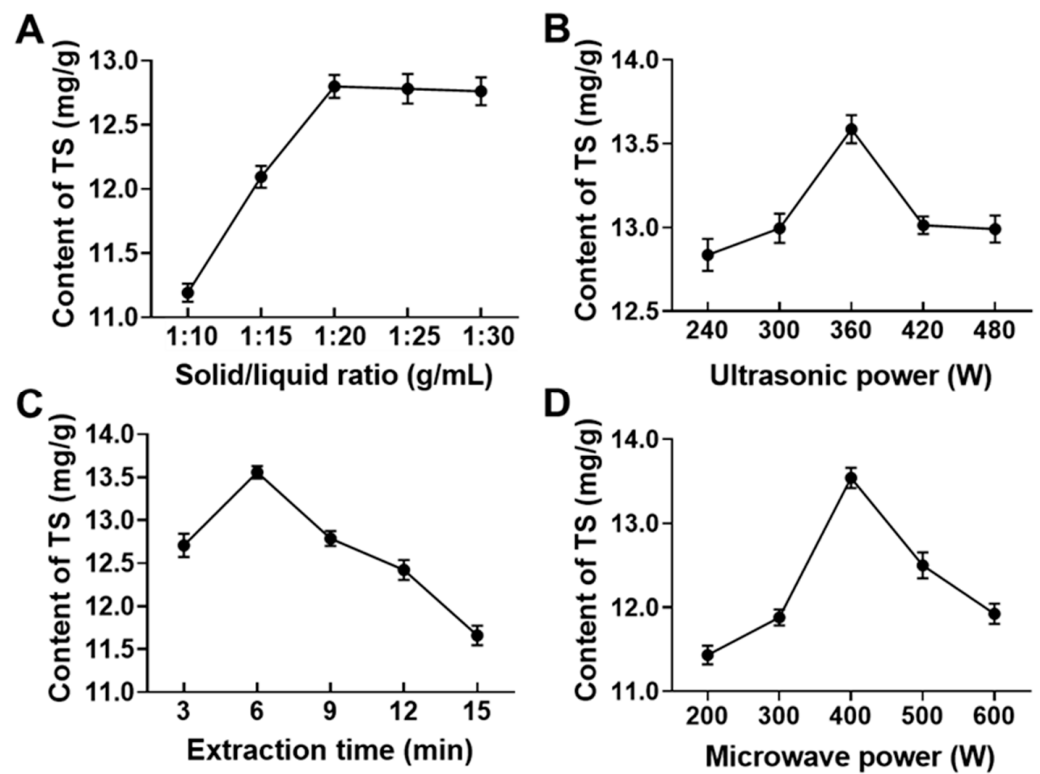 A
Content of TS (mg/g)
13.0
12.5
12.0
11.5
11.0
1:10 1:15 1:20 1:25 1:30
Solid/liquid ratio (g/mL)
B
Content of TS (mg/g)
14.0
13.5
13.0
12.5
240 300 360 420 480
Ultrasonic power (W)
C
Content of TS (mg/g)
14.0
13.5
13.0
12.5
12.0
11.5
11.0
3 6 9 12 15
Extraction time (min)
D
Content of TS (mg/g)
14.0
13.0
12.0
11.0
200 300 400 500 600
Microwave power (W)